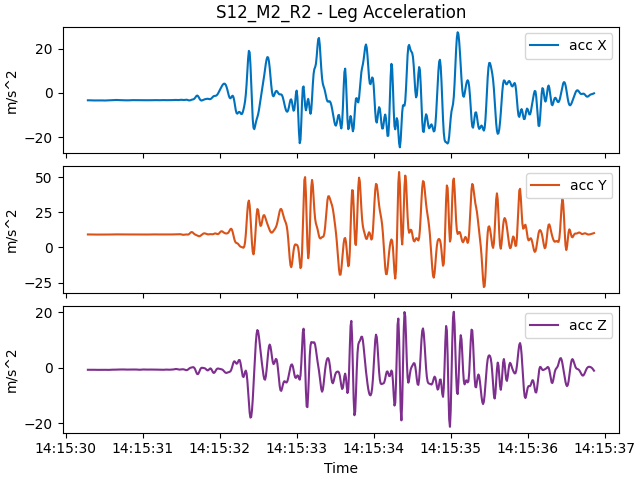 S12_M2_R2 - Leg Acceleration
m/s^2
20
0
−20
acc X
m/s^2
50
25
0
−25
acc Y
m/s^2
20
0
−20
acc Z
14:15:30 14:15:31 14:15:32 14:15:33 14:15:34 14:15:35 14:15:36 14:15:37
Time